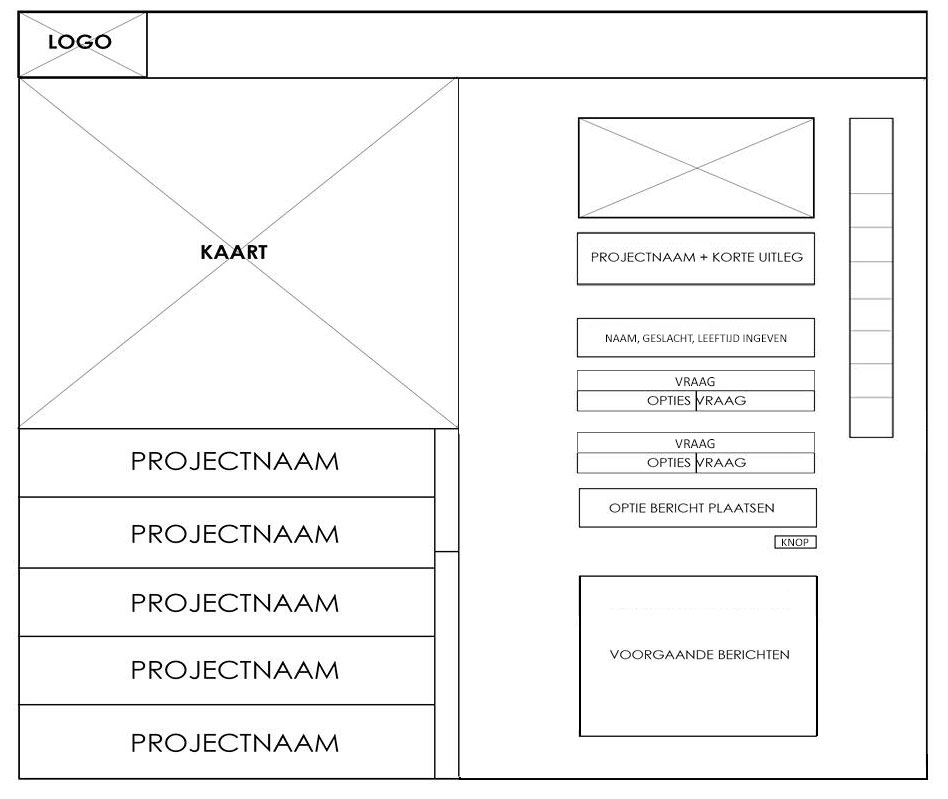 LOGO
KAART
PROJECTNAAM
PROJECTNAAM
PROJECTNAAM
PROJECTNAAM
PROJECTNAAM
PROJECTNAAM + KORTE UITLEG
NAAM, GESLACHT, LEEFTIJD INGEVEN
VRAAG
OPTIES VRAAG
VRAAG
OPTIES VRAAG
OPTIE BERICHT PLAATSEN
KNOP
VOORGAANDE BERICHTEN